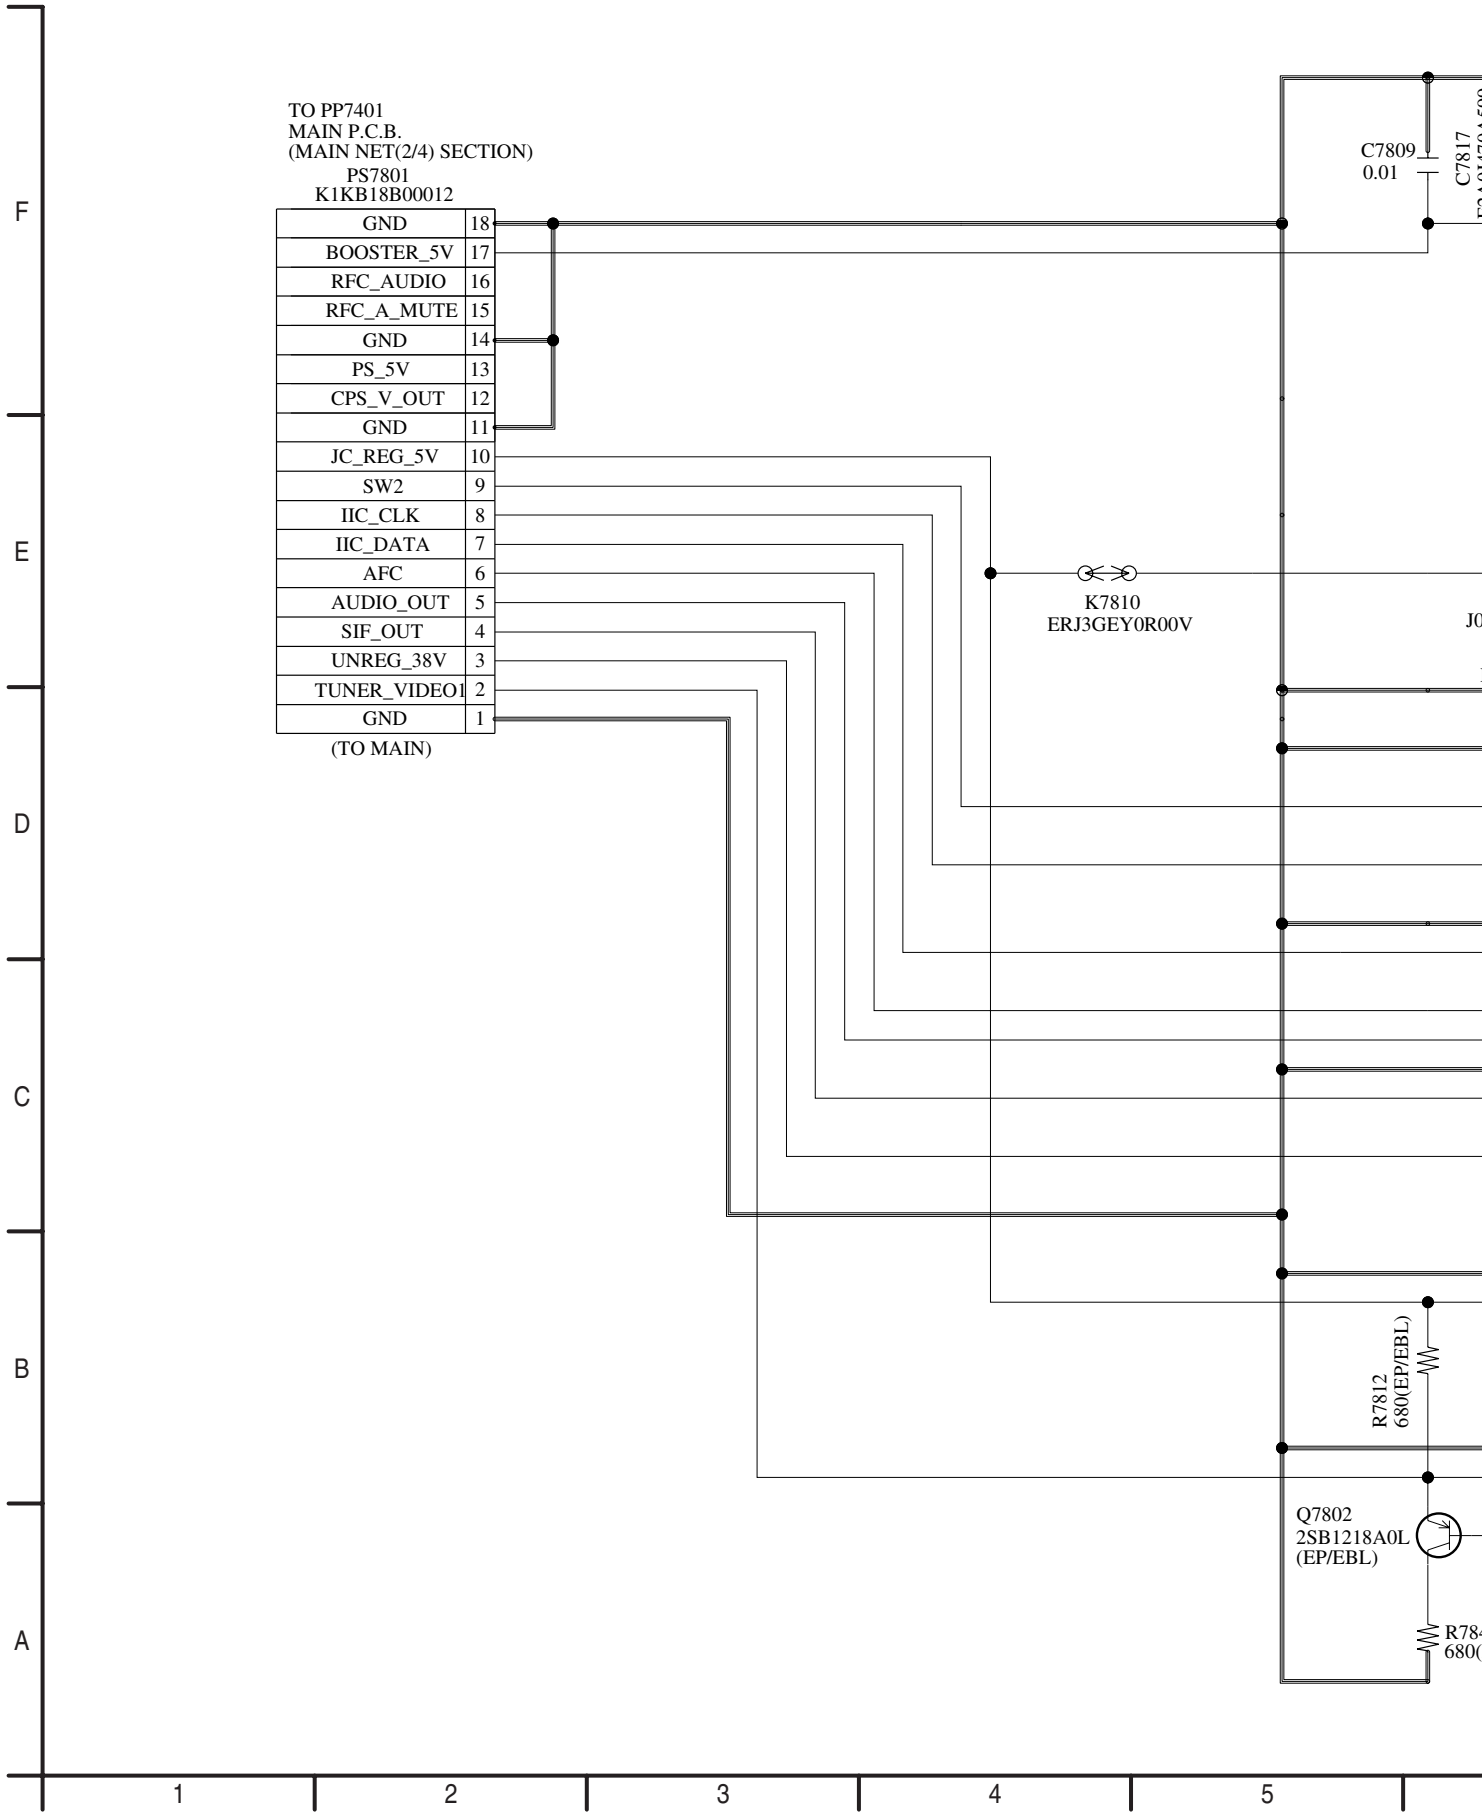 TO PP7401
MAIN P.C.B.
(MAIN NET(2/4) SECTION)
PS7801
K1KB18B00012
GND 18
BOOSTER_5V 17
RFC_AUDIO 16
RFC_A_MUTE 15
GND 14
PS_5V 13
CPS_V_OUT 12
GND 11
JC_REG_5V 10
SW2 9
IIC_CLK 8
IIC_DATA 7
AFC 6
AUDIO_OUT 5
SIF_OUT 4
UNREG_38V 3
TUNER_VIDEO1 2
GND 1
(TO MAIN)
C7809
0.01
C7817
K7810
ERJ3GEY0R00V
J0
R7812
680(EP/EBL)
Q7802
2SB1218A0L
(EP/EBL)
R784
680(
F
E
D
C
B
A
1 2 3 4 5